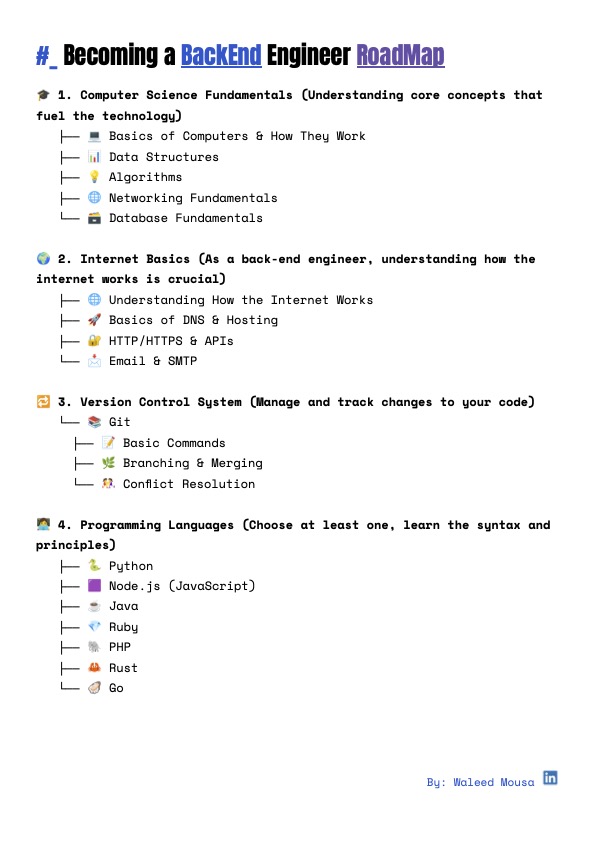 #_ Becoming a BackEnd Engineer RoadMap
🎓 1. Computer Science Fundamentals (Understanding core concepts that
fuel the technology)
├── 💻 Basics of Computers & How They Work
├── 📊 Data Structures
├── 💡 Algorithms
├── 🌐 Networking Fundamentals
└── 🗃️ Database Fundamentals
🌍 2. Internet Basics (As a back-end engineer, understanding how the
internet works is crucial)
├── 🌐 Understanding How the Internet Works
├── 🚀 Basics of DNS & Hosting
├── 🔐 HTTP/HTTPS & APIs
└── 📩 Email & SMTP
🔁 3. Version Control System (Manage and track changes to your code)
└── 📚 Git
├── 📝 Basic Commands
├── 🌿 Branching & Merging
└── 🤼 Conflict Resolution
🧑‍💻 4. Programming Languages (Choose at least one, learn the syntax and
principles)
├── 🐍 Python
├── 🟪 Node.js (JavaScript)
├── ☕ Java
├── 💎 Ruby
├── 🐘 PHP
├── 🦀 Rust
└── 🦪 Go
By: Waleed Mousa in